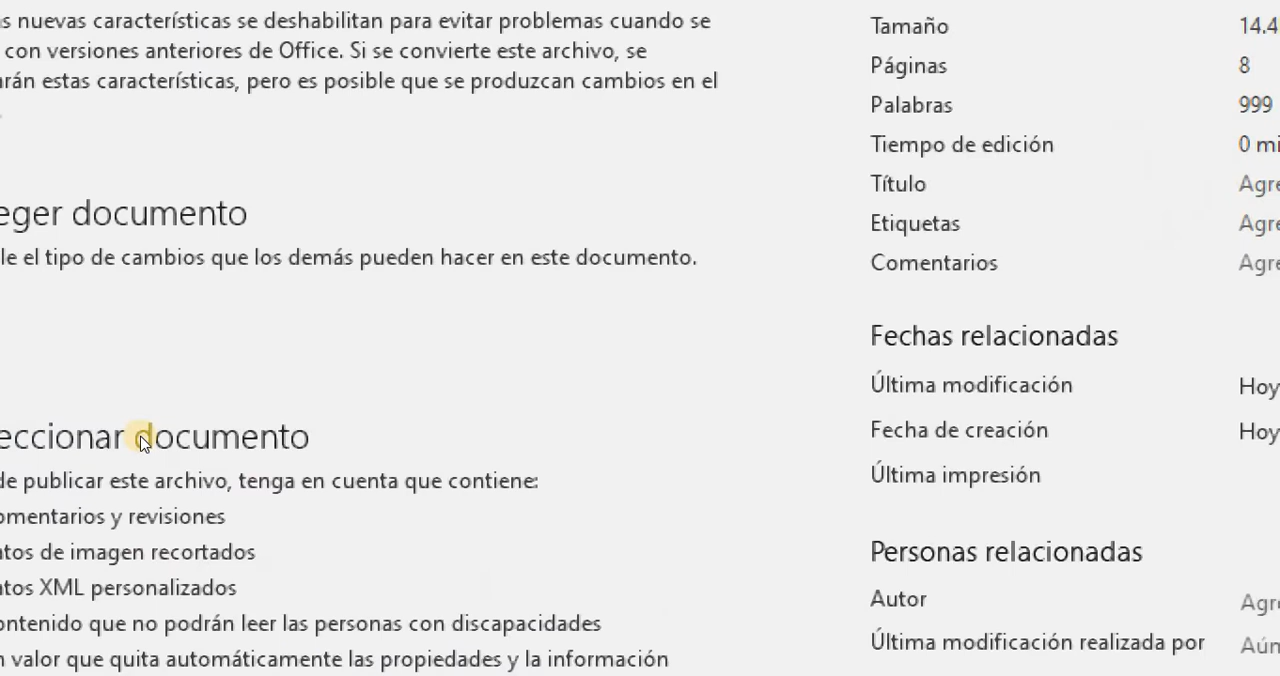 nuevas características se deshabilitan para evitar problemas cuando se
con versiones anteriores de Office. Si se convierte este archivo, se
estas características, pero es posible que se produzcan cambios en el
eger documento
le el tipo de cambios que los demás pueden hacer en este documento.
eccionar documento
de publicar este archivo, tenga en cuenta que contiene:
omentarios y revisiones
tos de imagen recortados
tos XML personalizados
ontenido que no podrán leer las personas con discapacidades
n valor que quita automáticamente las propiedades y la información
Tamaño 14.4
Páginas 8
Palabras 999
Tiempo de edición 0 mi
Título Agre
Etiquetas Agre
Comentarios Agre
Fechas relacionadas
Última modificación Hoy
Fecha de creación Hoy
Última impresión
Personas relacionadas
Autor Agre
Última modificación realizada por Aún